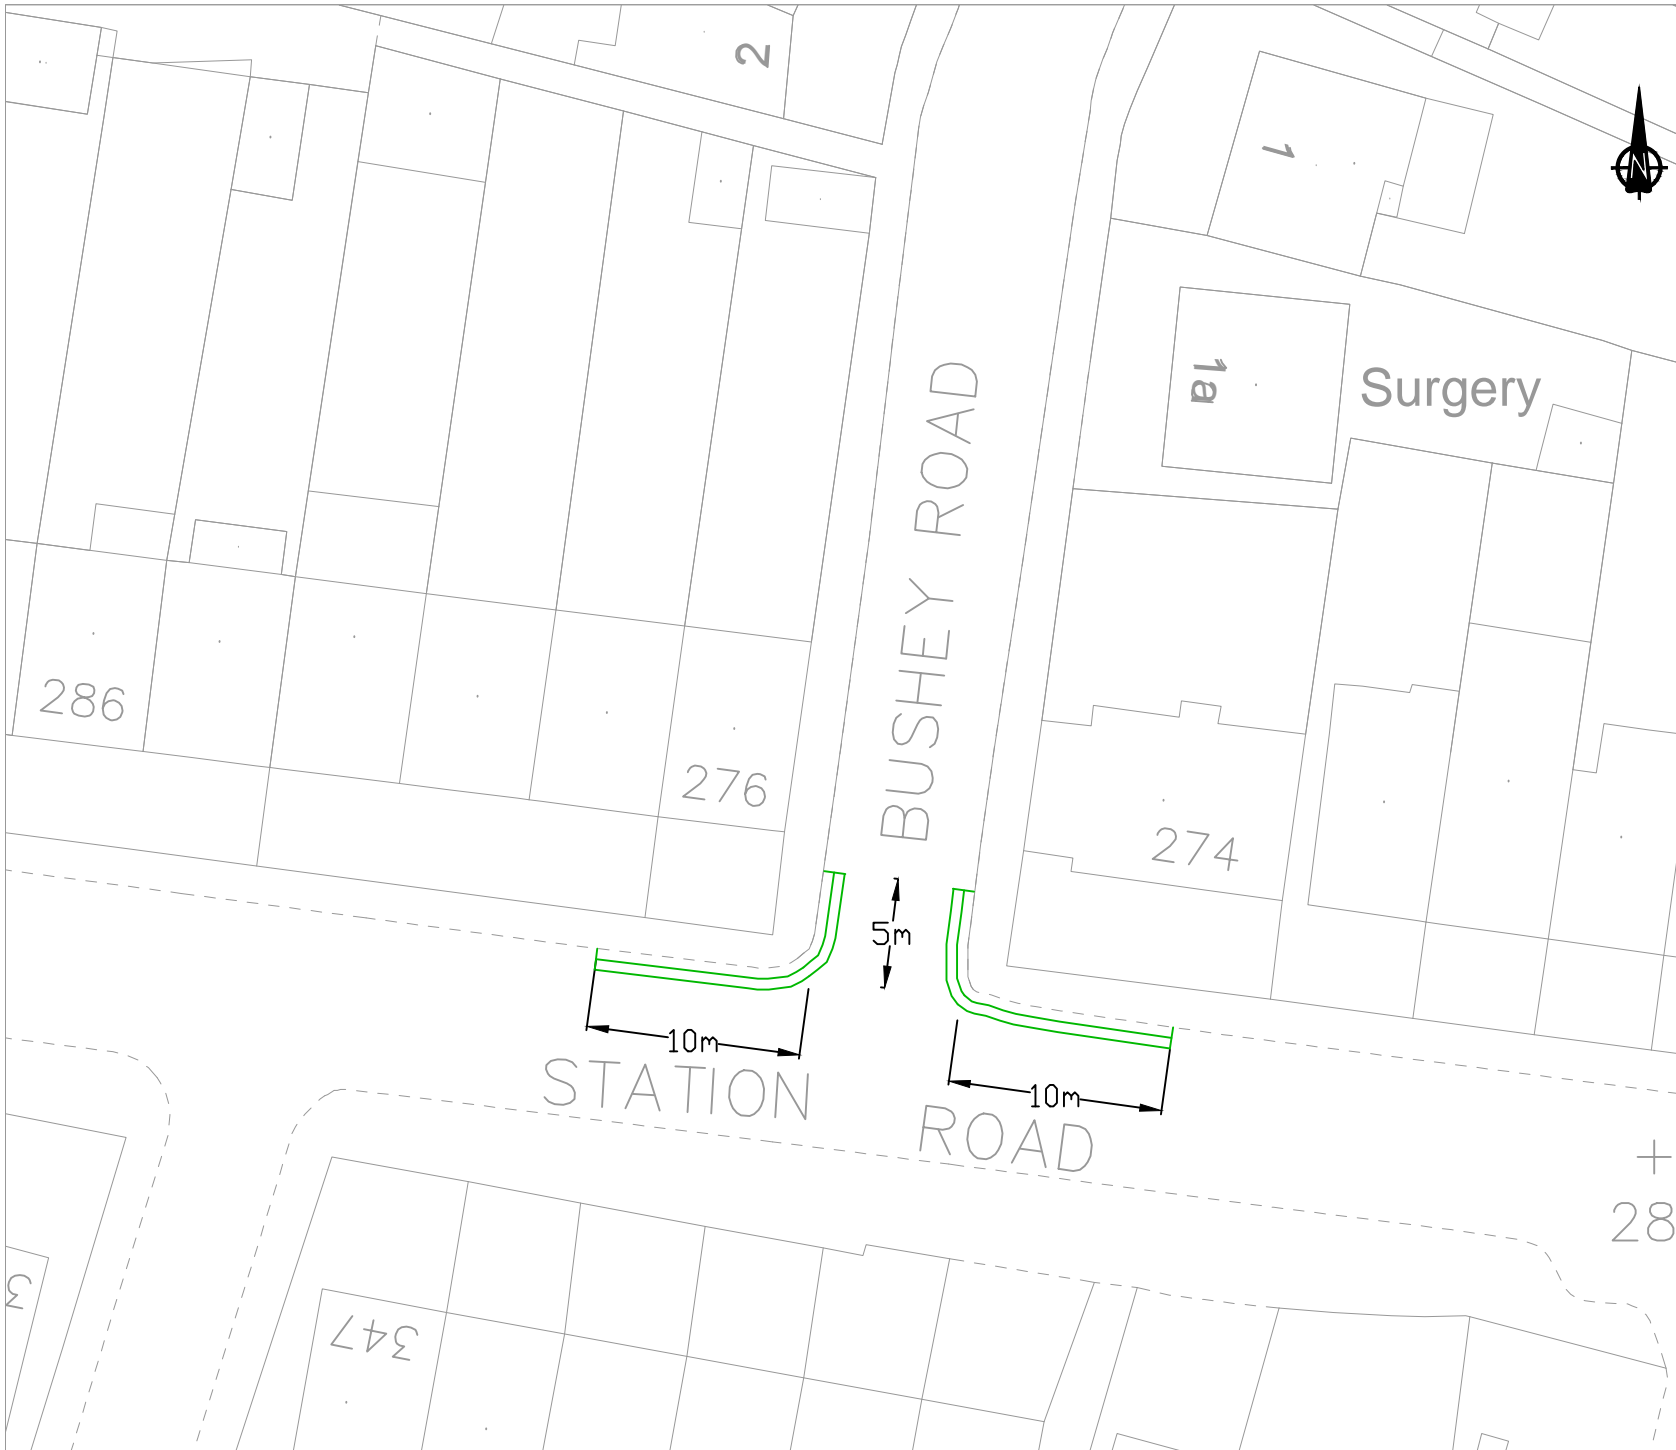 2
1
N
1a
Surgery
BUSHEY ROAD
286
276
274
5m
10m
10m
STATION
ROAD
28
3
347